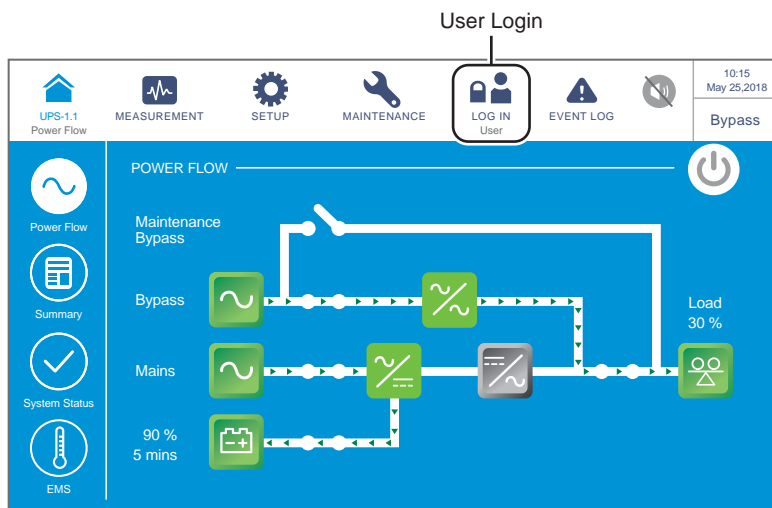 User Login
UPS-1.1
Power Flow
MEASUREMENT
SETUP
MAINTENANCE
LOG IN
User
EVENT LOG
10:15
May 25,2018
Bypass
Power Flow
Summary
System Status
EMS
POWER FLOW
Maintenance
Bypass
Bypass
Mains
90 %
5 mins
Load
30 %